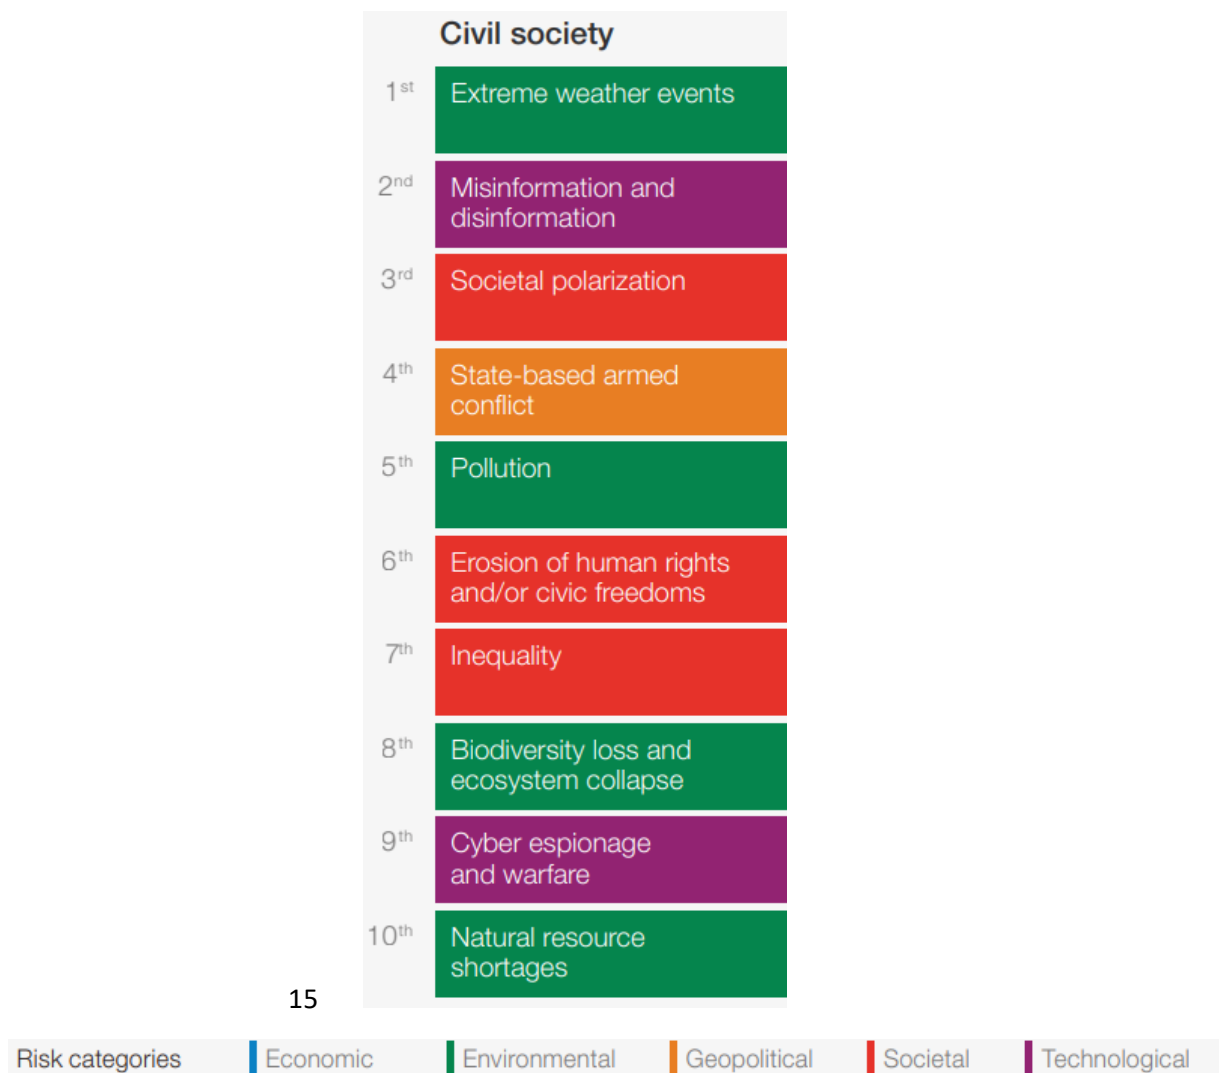 Civil society
1st Extreme weather events
2nd Misinformation and
disinformation
3rd Societal polarization
4th State-based armed
conflict
5th Pollution
6th Erosion of human rights
and/or civic freedoms
7th Inequality
8th Biodiversity loss and
ecosystem collapse
9th Cyber espionage
and warfare
10th Natural resource
shortages
15
Risk categories Economic Environmental Geopolitical Societal Technological